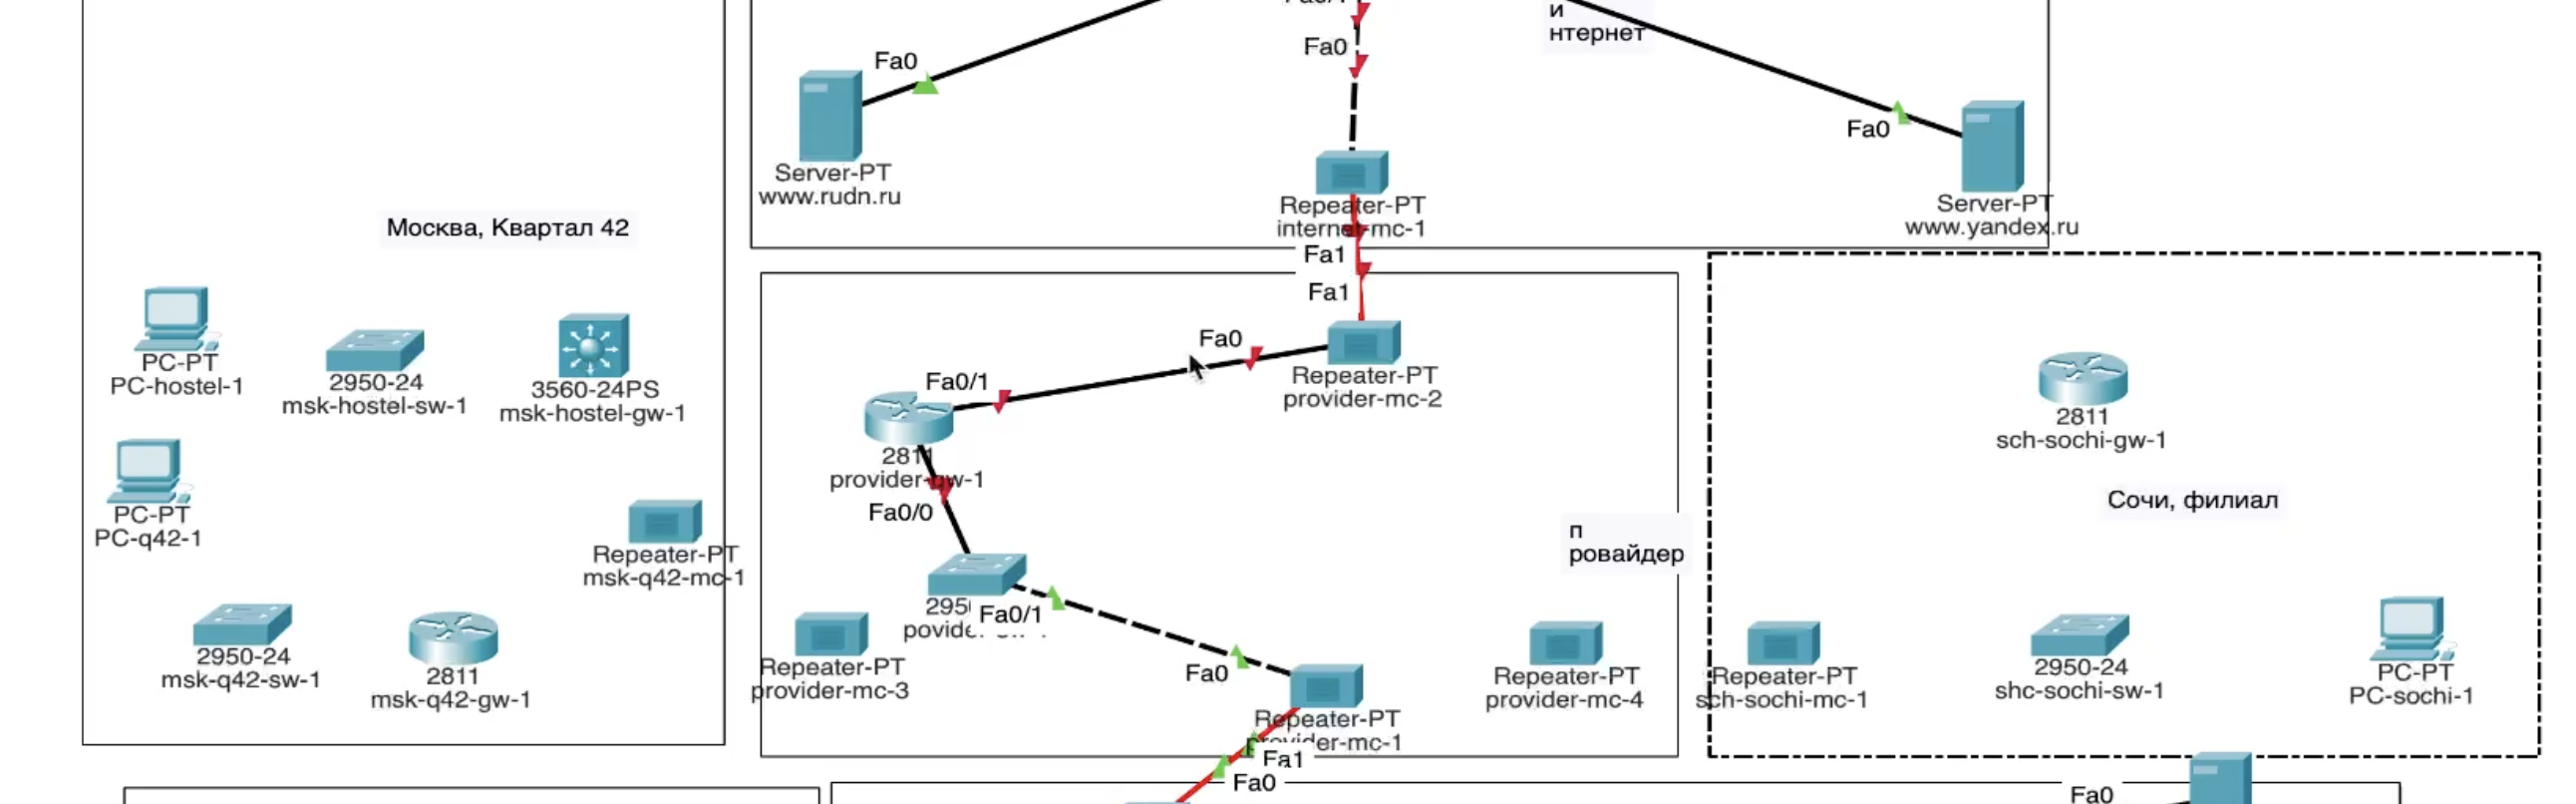 Fa0
и
нтернет
Fa0
Fa0
Server-PT
www.rudn.ru
Repeater-PT
internet-mc-1
Server-PT
www.yandex.ru
Москва, Квартал 42
Fa1
Fa1
Fa0
Fa0/1
PC-PT
PC-hostel-1
2950-24
msk-hostel-sw-1
3560-24PS
msk-hostel-gw-1
Repeater-PT
provider-mc-2
2811
sch-sochi-gw-1
2811
provider-gw-1
Fa0/0
Сочи, филиал
PC-PT
PC-q42-1
Repeater-PT
msk-q42-mc-1
п
ровайдер
Fa0/1
2950-24
msk-q42-sw-1
2811
msk-q42-gw-1
Repeater-PT
provider-mc-3
Fa0
Repeater-PT
provider-mc-1
Repeater-PT
provider-mc-4
Repeater-PT
sch-sochi-mc-1
2950-24
shc-sochi-sw-1
PC-PT
PC-sochi-1
Fa1
Fa0
Fa0